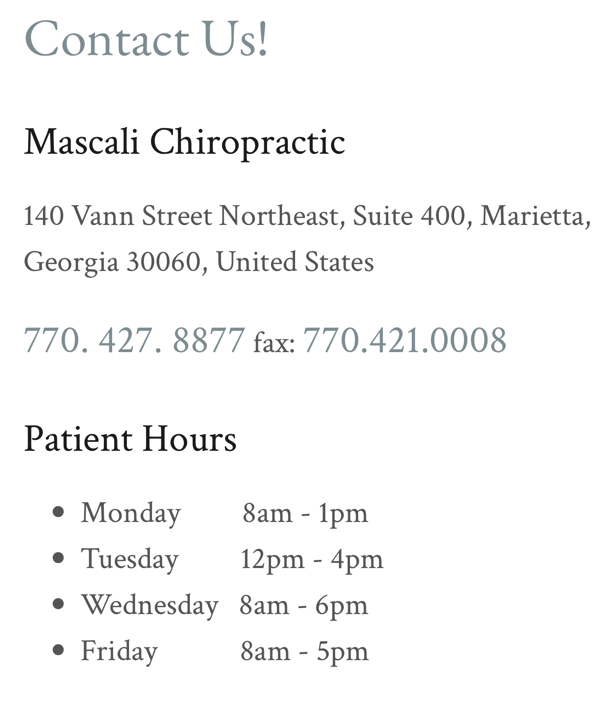 Contact Us!
Mascali Chiropractic
140 Vann Street Northeast, Suite 400, Marietta,
Georgia 30060, United States
770. 427. 8877 fax: 770.421.0008
Patient Hours
• Monday 8am - 1pm
• Tuesday 12pm - 4pm
• Wednesday 8am - 6pm
• Friday 8am - 5pm